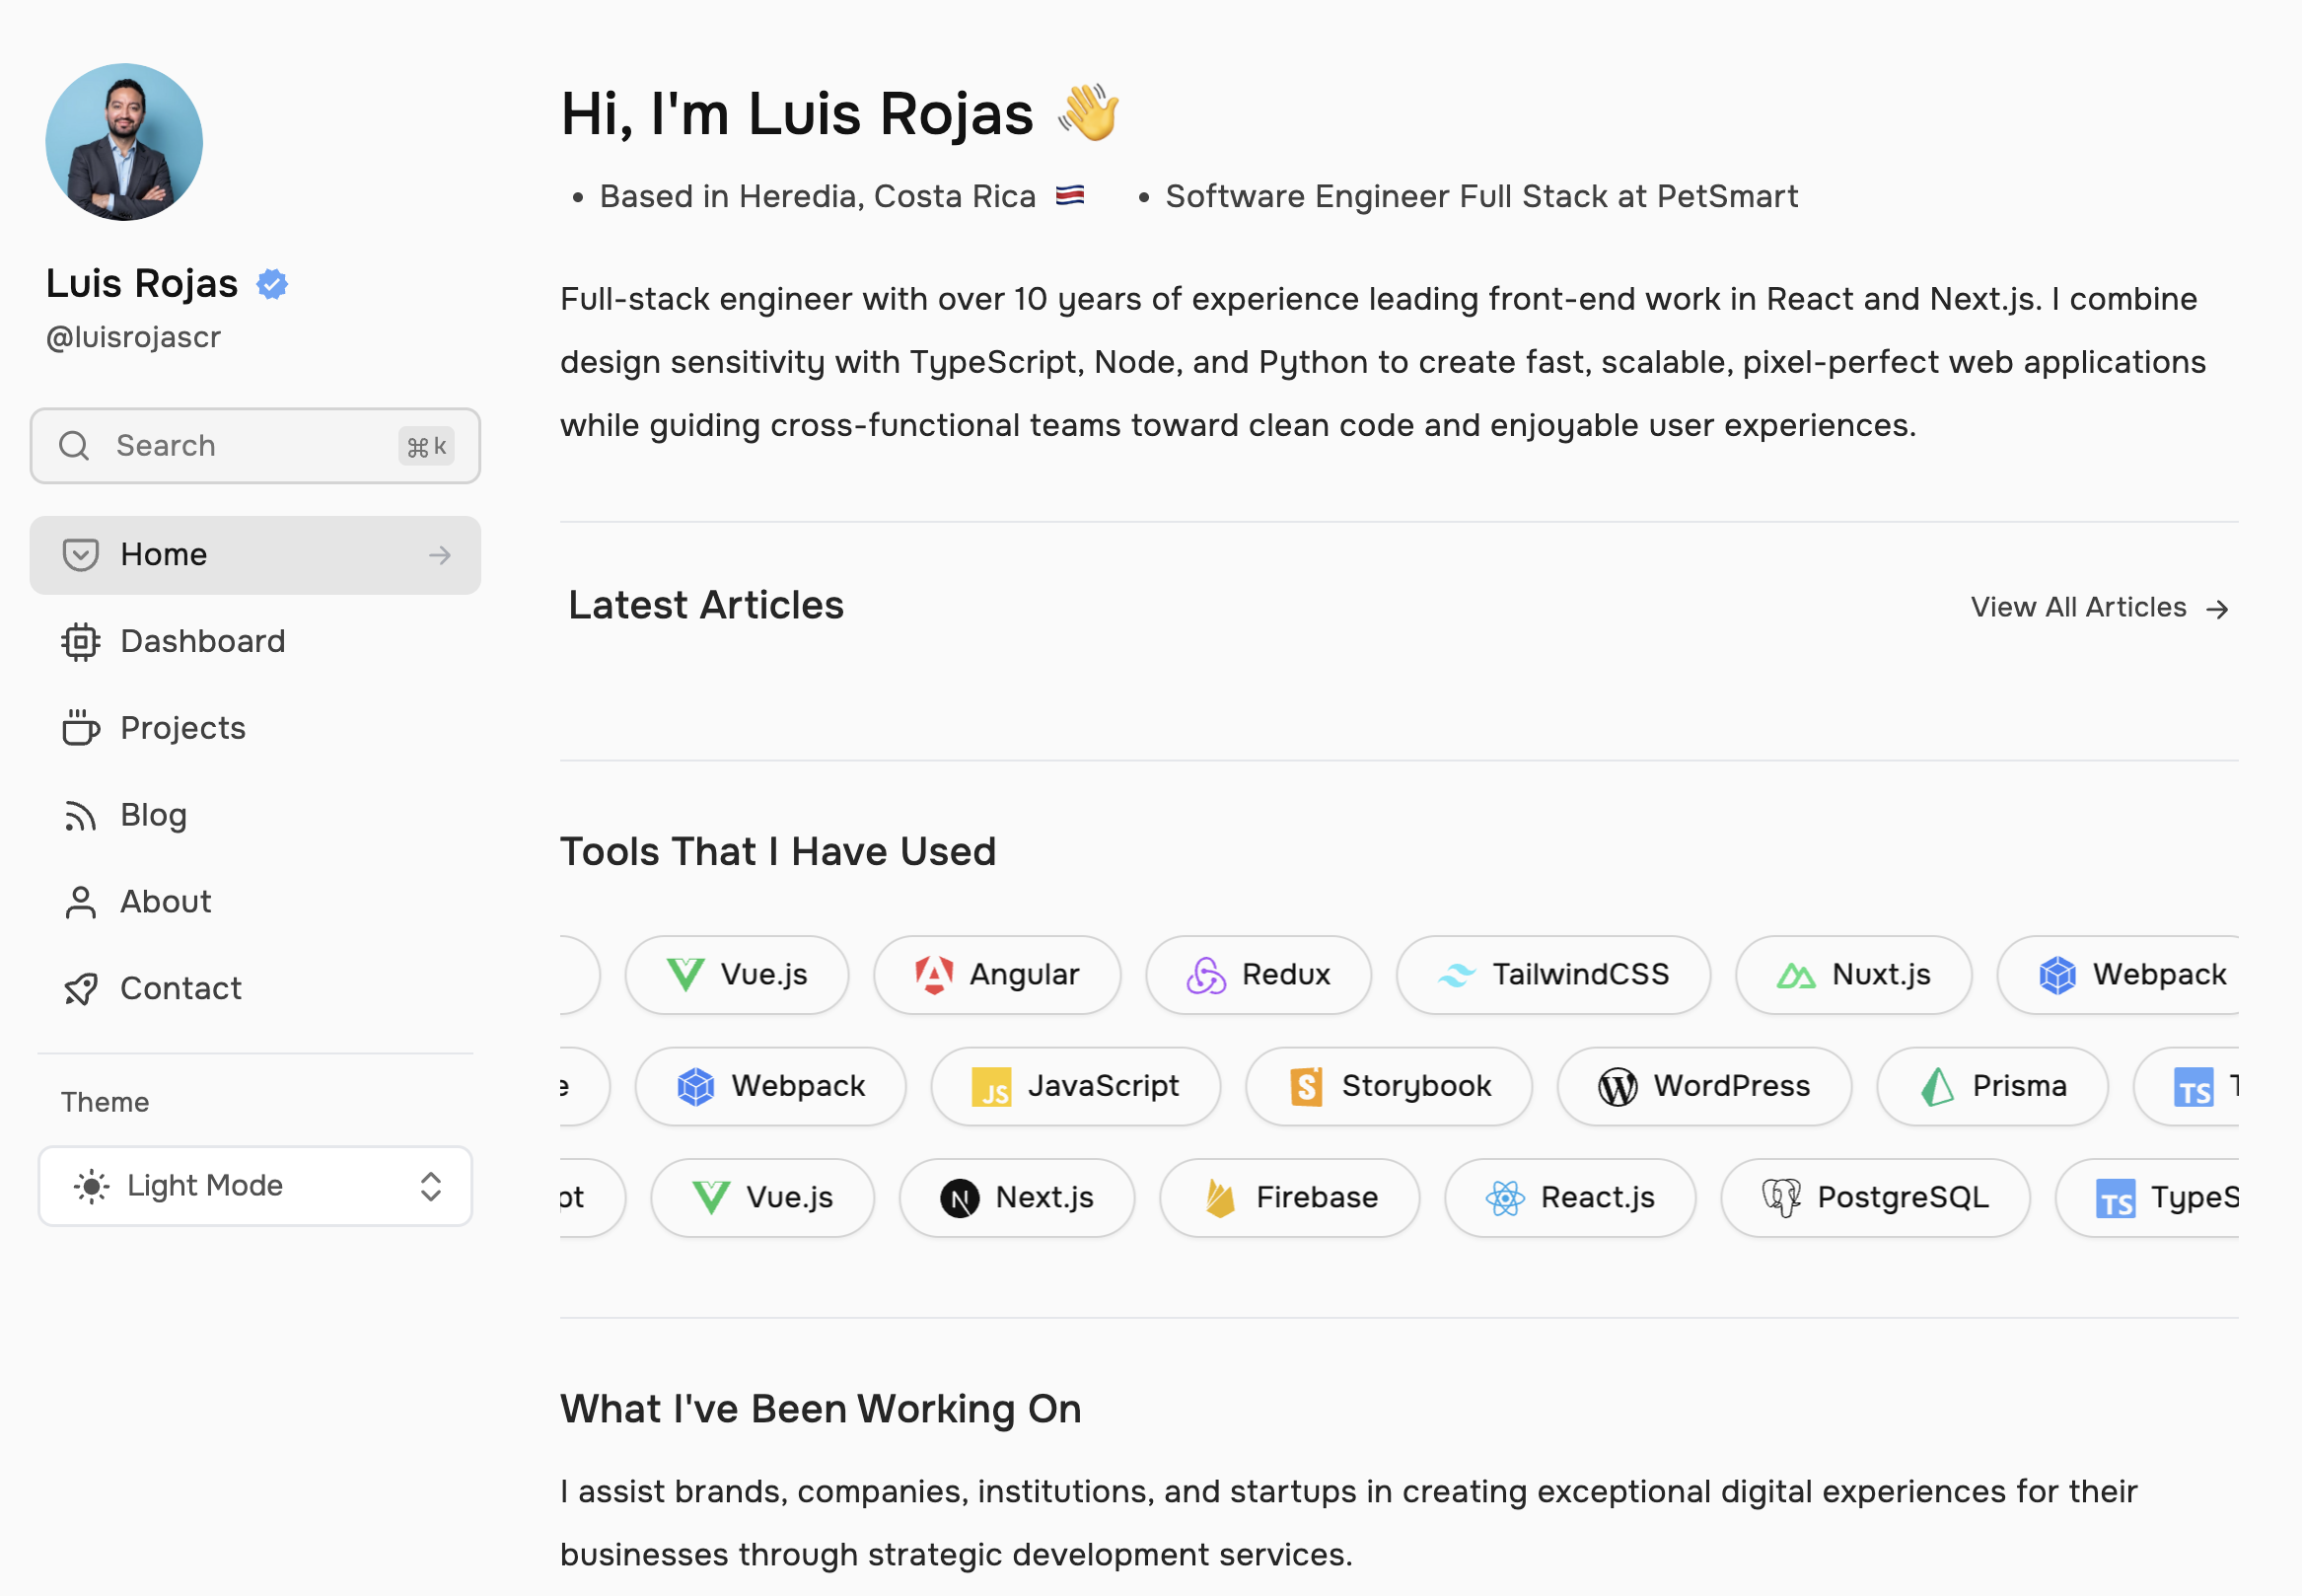 Luis Rojas
@luisrojascr
Search
⌘ k
Home
Dashboard
Projects
Blog
About
Contact
Theme
Light Mode
Hi, I'm Luis Rojas 👋
• Based in Heredia, Costa Rica 🇨🇷 • Software Engineer Full Stack at PetSmart
Full-stack engineer with over 10 years of experience leading front-end work in React and Next.js. I combine
design sensitivity with TypeScript, Node, and Python to create fast, scalable, pixel-perfect web applications
while guiding cross-functional teams toward clean code and enjoyable user experiences.
Latest Articles
View All Articles →
Tools That I Have Used
Vue.js Angular Redux TailwindCSS Nuxt.js Webpack
e Webpack JS JavaScript S Storybook WordPress Prisma TS
pt Vue.js N Next.js Firebase React.js PostgreSQL TS TypeS
What I've Been Working On
I assist brands, companies, institutions, and startups in creating exceptional digital experiences for their
businesses through strategic development services.